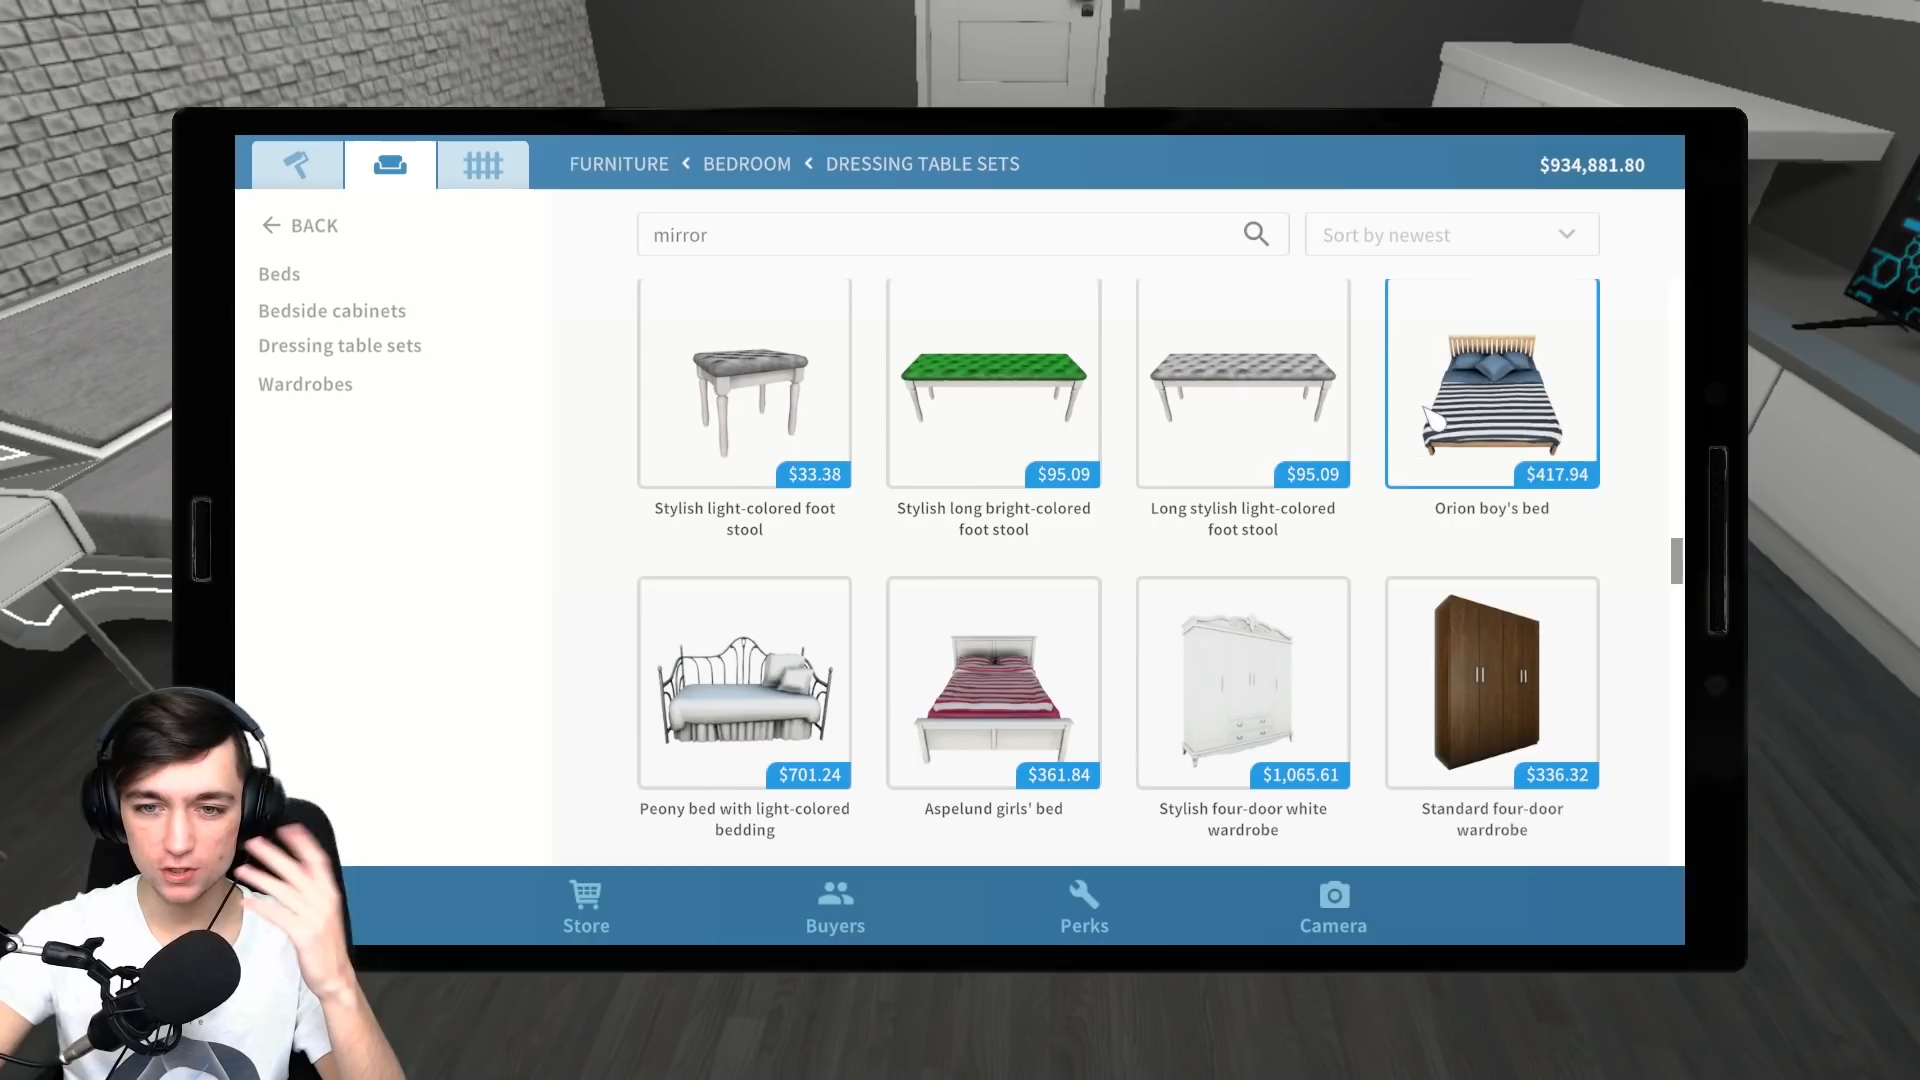 FURNITURE < BEDROOM < DRESSING TABLE SETS
$934,881.80
BACK
Beds
Bedside cabinets
Dressing table sets
Wardrobes
mirror
Sort by newest
$33.38
$95.09
$95.09
$417.94
Stylish light-colored foot
stool
Stylish long bright-colored
foot stool
Long stylish light-colored
foot stool
Orion boy's bed
$701.24
$361.84
$1,065.61
$336.32
Peony bed with light-colored
bedding
Aspelund girls' bed
Stylish four-door white
wardrobe
Standard four-door
wardrobe
Store
Buyers
Perks
Camera